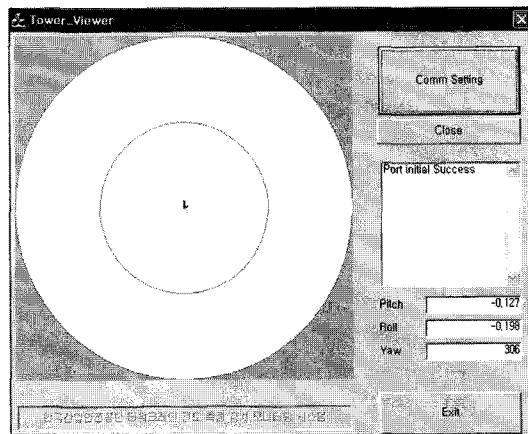 Tower_Viewer
Comm Setting
Close
Port initial Success
Pitch
-0,127
Roll
-0,198
Yaw
306
Exit